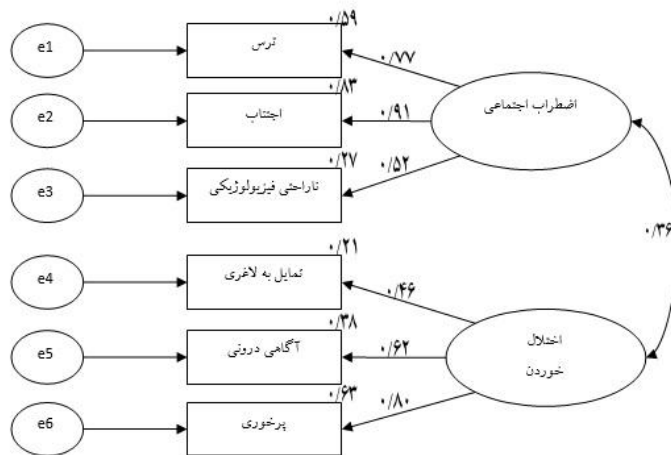 ۰/۵۹
e1
ترس
۰/۷۷
۰/۸۳
اضطراب اجتماعی
e2
اجتناب
۰/۹۱
۰/۲۷
۰/۵۲
e3
ناراحتی فیزیولوژیکی
۰/۳۶
۰/۲۱
e4
تمایل به لاغری
۰/۴۶
۰/۳۸
اختلال
خوردن
e5
آگاهی درونی
۰/۶۲
۰/۶۳
۰/۸۰
e6
پرخوری